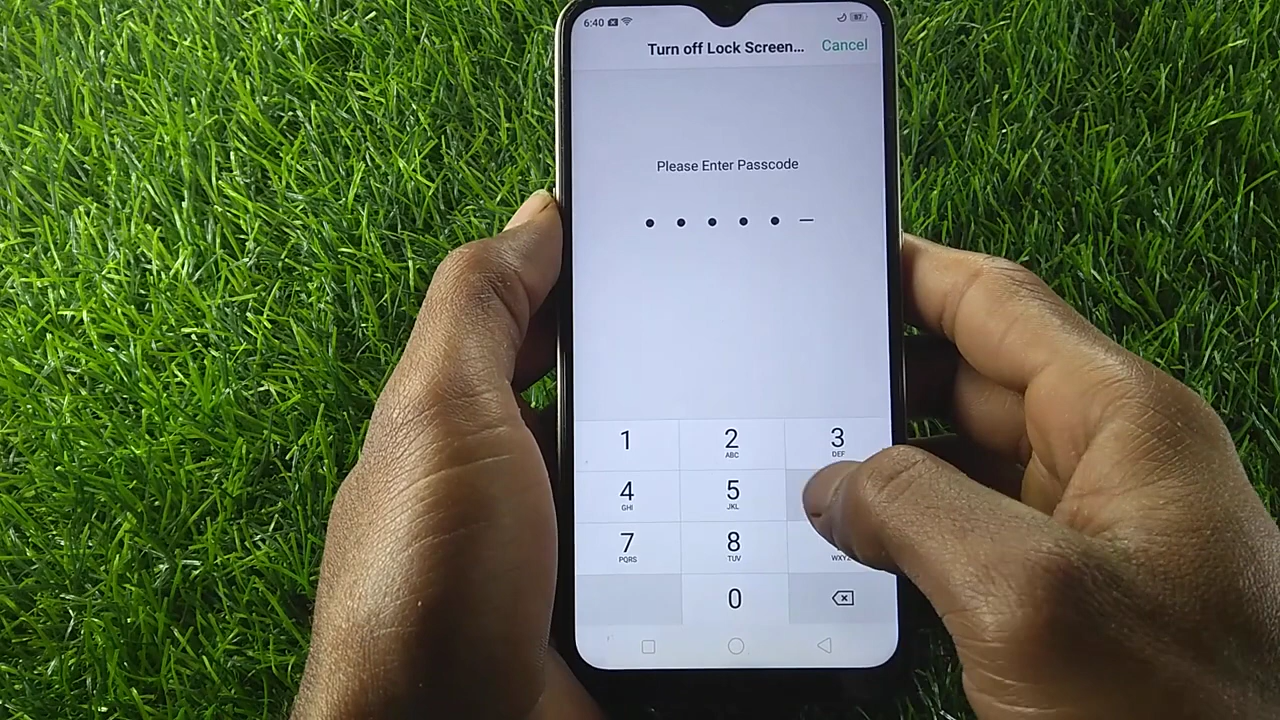 6:40 87
Turn off Lock Screen... Cancel
Please Enter Passcode
1 2 3
ABC DEF
4 5
GHI JKL
7 8
PQRS TUV WXYZ
0